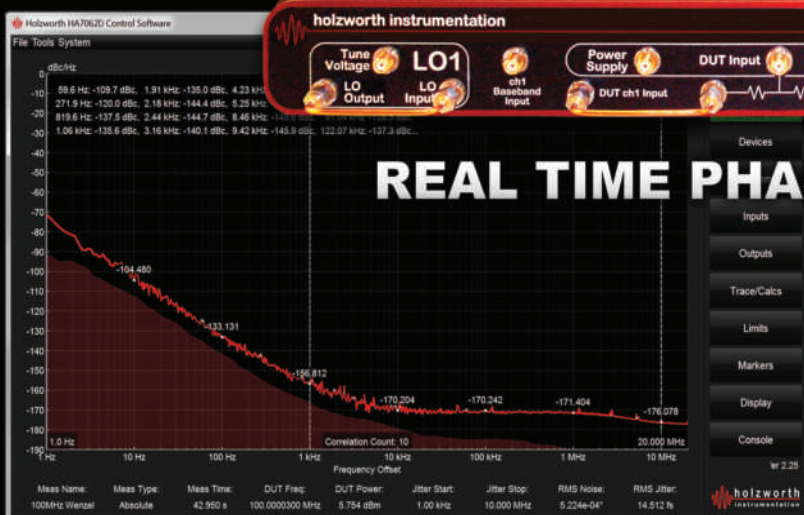 Holzworth HA7062D Control Software
File Tools System
holzworth instrumentation
Tune Voltage
LO1
LO Output
LO Input
ch1 Baseband Input
Power Supply
DUT Input
DUT ch1 Input
dBc/Hz
59.6 Hz: -109.7 dBc, 1.91 kHz: -135.0 dBc, 4.23 kHz
271.9 Hz: -120.0 dBc, 2.18 kHz: -144.4 dBc, 5.25 kHz
819.6 Hz: -137.5 dBc, 2.44 kHz: -144.7 dBc, 8.46 kHz:
1.06 kHz: -135.6 dBc, 3.16 kHz: -140.1 dBc, 9.42 kHz: -145.9 dBc, 122.07 kHz: -137.3 dBc...
REAL TIME PHA
0
-10
-20
-30
-40
-50
-60
-70
-80
-90
-100
-110
-120
-130
-140
-150
-160
-170
-180
-190
-104.480
-133.131
-156.812
-170.204
-170.242
-171.404
-176.078
1.0 Hz
Correlation Count: 10
20.000 MHz
1 Hz 10 Hz 100 Hz 1 kHz 10 kHz 100 kHz 1 MHz 10 MHz
Frequency Offset
Devices
Inputs
Outputs
Trace/Calcs
Limits
Markers
Display
Console
2.25
Meas Name: Meas Type: Meas Time: DUT Freq: DUT Power: Jitter Start: Jitter Stop: RMS Noise: RMS Jitter:
100MHz Wenzel Absolute 42.950 s 100.0000300 MHz 5.754 dBm 1.00 kHz 10.000 MHz 5.224e-04° 14.512 fs
holzworth
instrumentation